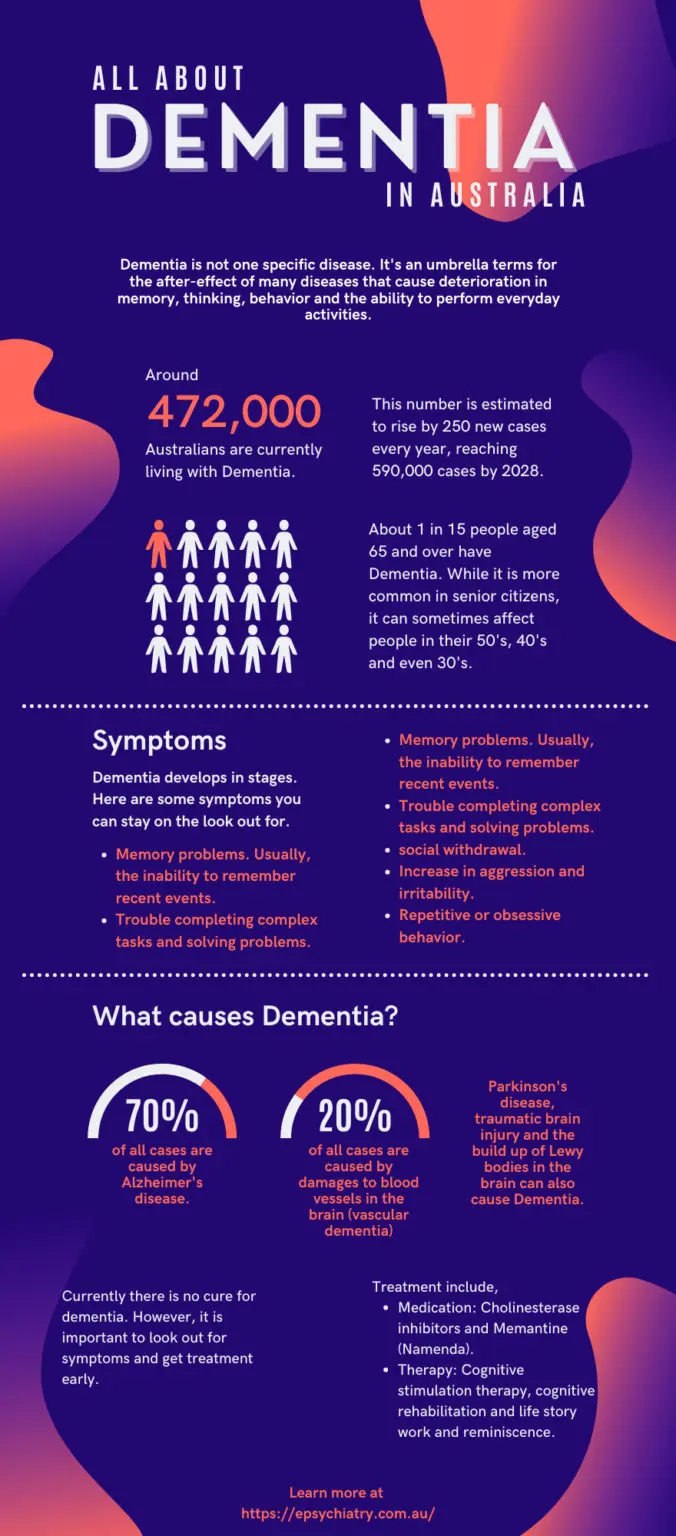 ALL ABOUT
DEMENTIA
IN AUSTRALIA
Dementia is not one specific disease. It's an umbrella terms for
the after-effect of many diseases that cause deterioration in
memory, thinking, behavior and the ability to perform everyday
activities.
Around
472,000
Australians are currently
living with Dementia.
This number is estimated
to rise by 250 new cases
every year, reaching
590,000 cases by 2028.
About 1 in 15 people aged
65 and over have
Dementia. While it is more
common in senior citizens,
it can sometimes affect
people in their 50's, 40's
and even 30's.
Symptoms
Dementia develops in stages.
Here are some symptoms you
can stay on the look out for.
• Memory problems. Usually,
the inability to remember
recent events.
• Trouble completing complex
tasks and solving problems.
• Memory problems. Usually,
the inability to remember
recent events.
• Trouble completing complex
tasks and solving problems.
• social withdrawal.
• Increase in aggression and
irritability.
• Repetitive or obsessive
behavior.
What causes Dementia?
70%
of all cases are
caused by
Alzheimer's
disease.
20%
of all cases are
caused by
damages to blood
vessels in the
brain (vascular
dementia)
Parkinson's
disease,
traumatic brain
injury and the
build up of Lewy
bodies in the
brain can also
cause Dementia.
Currently there is no cure for
dementia. However, it is
important to look out for
symptoms and get treatment
early.
Treatment include,
• Medication: Cholinesterase
inhibitors and Memantine
(Namenda).
• Therapy: Cognitive
stimulation therapy, cognitive
rehabilitation and life story
work and reminiscence.
Learn more at
https://epsychiatry.com.au/